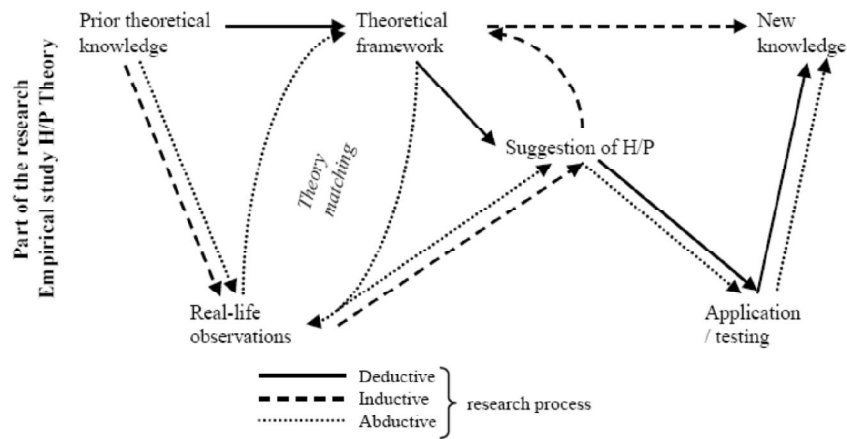 Part of the research
Empirical study H/P Theory
Prior theoretical
knowledge
Theoretical
framework
New
knowledge
Suggestion of H/P
Theory
matching
Real-life
observations
Application
/ testing
Deductive
Inductive
Abductive
research process